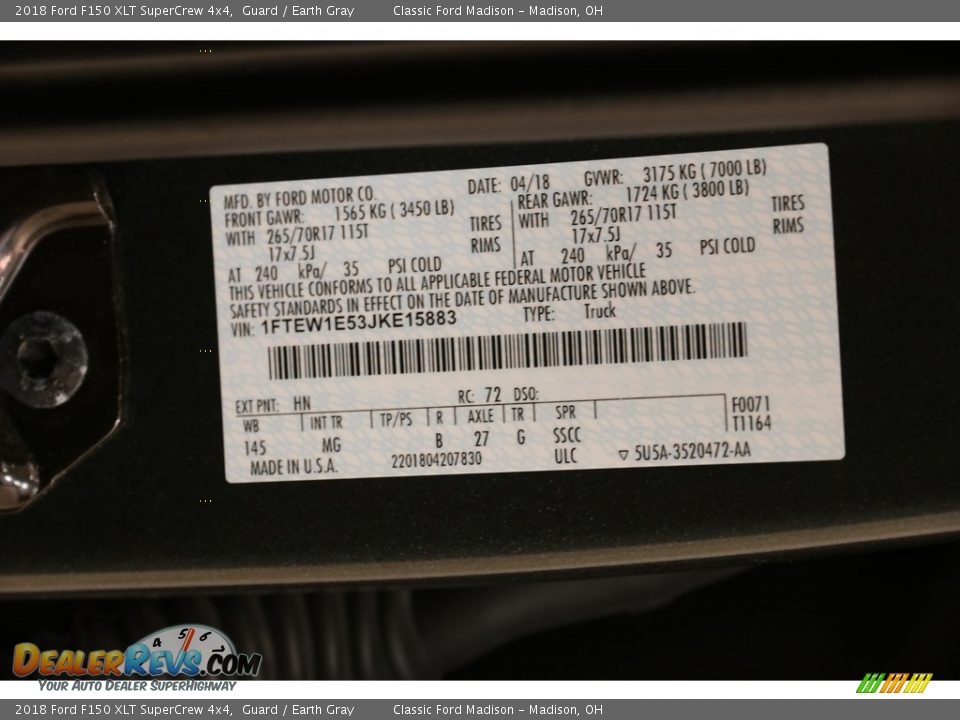 2018 Ford F150 XLT SuperCrew 4x4, Guard / Earth Gray Classic Ford Madison – Madison, OH
MFD. BY FORD MOTOR CO. DATE: 04/18 GVWR: 3175 KG ( 7000 LB)
FRONT GAWR: 1565 KG ( 3450 LB) REAR GAWR: 1724 KG ( 3800 LB)
WITH 265/70R17 115T TIRES WITH 265/70R17 115T TIRES
17x7.5J RIMS 17x7.5J RIMS
AT 240 kPa/ 35 PSI COLD AT 240 kPa/ 35 PSI COLD
THIS VEHICLE CONFORMS TO ALL APPLICABLE FEDERAL MOTOR VEHICLE
SAFETY STANDARDS IN EFFECT ON THE DATE OF MANUFACTURE SHOWN ABOVE.
VIN: 1FTEW1E53JKE15883 TYPE: Truck
EXT PNT: HN RC: 72 DSO:
WB INT TR TP/PS R AXLE TR SPR F0071
145 MG B 27 G SSCC T1164
MADE IN U.S.A. 2201804207830 ULC ▽ 5U5A-3520472-AA
4 5 6
DEALERREVS.COM
YOUR AUTO DEALER SUPERHIGHWAY
2018 Ford F150 XLT SuperCrew 4x4, Guard / Earth Gray Classic Ford Madison – Madison, OH